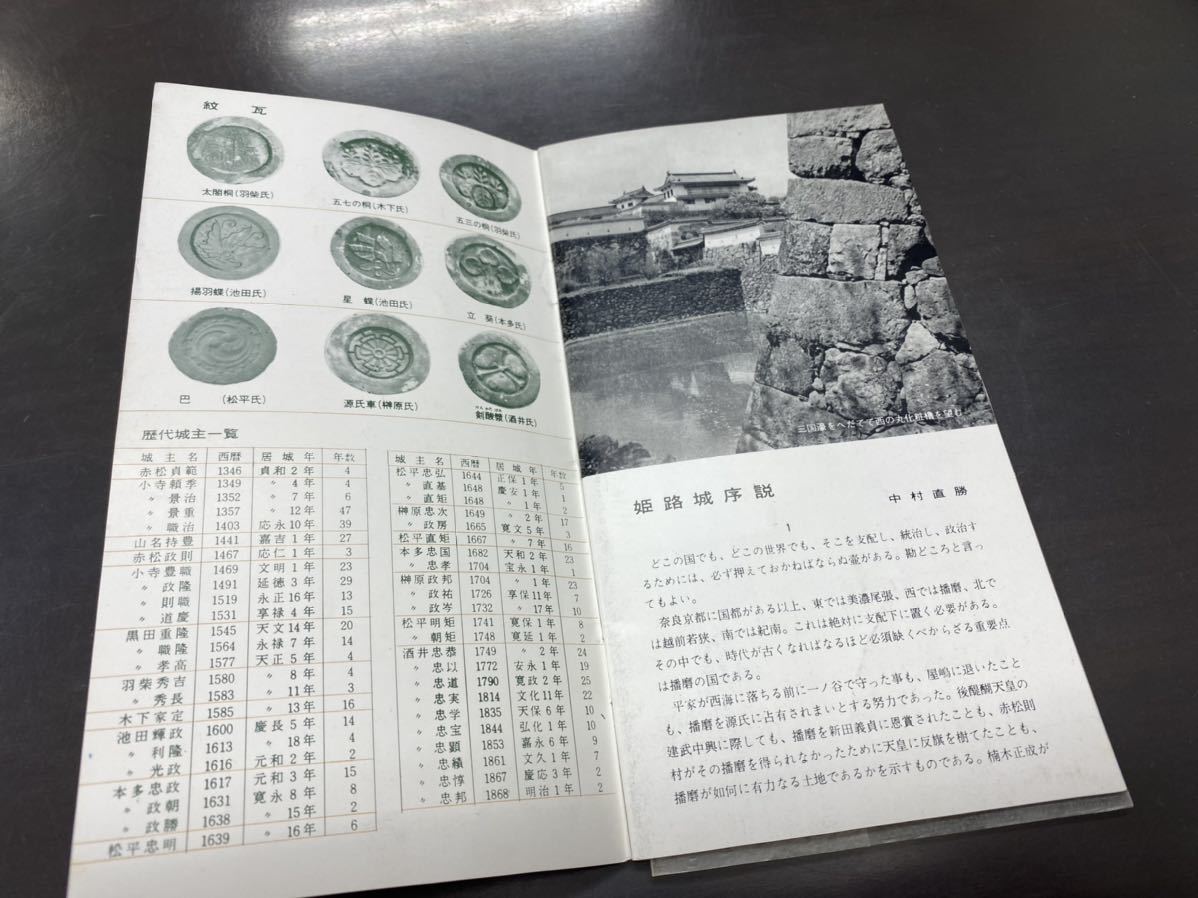 紋瓦
太閤桐(羽柴氏)
五七の桐(木下氏)
五三の桐(羽柴氏)
揚羽蝶(池田氏)
星 蝶(池田氏)
立 葵(本多氏)
巴 (松平氏)
源氏車(榊原氏)
剣酸漿(酒井氏)
歴代城主一覧
城主名 西暦 居城年 年数
赤松貞範 1346 貞和2年 4
小寺頼季 1349 〃 4年 4
〃 景治 1352 〃 7年 6
〃 景重 1357 〃 12年 47
〃 職治 1403 応永10年 39
山名持豊 1441 嘉吉1年 27
赤松政則 1467 応仁1年 3
小寺豊職 1469 文明1年 23
〃 政隆 1491 延徳3年 29
〃 則職 1519 永正16年 13
〃 道慶 1531 享禄4年 15
黒田重隆 1545 天文14年 20
〃 職隆 1564 永禄7年 14
〃 孝高 1577 天正5年 4
羽柴秀吉 1580 〃 8年 4
〃 秀長 1583 〃 11年 3
木下家定 1585 〃 13年 16
池田輝政 1600 慶長5年 14
〃 利隆 1613 〃 18年 4
〃 光政 1616 元和2年 2
本多忠政 1617 元和3年 15
〃 政朝 1631 寛永8年 8
〃 政勝 1638 〃 15年 2
松平忠明 1639 〃 16年 6
城主名 西暦 居城年 年数
松平忠弘 1644 正保1年 5
〃 直基 1648 慶安1年 1
〃 直矩 1648 〃 1年 2
榊原忠次 1649 〃 2年 17
〃 政房 1665 寛文5年 3
松平直矩 1667 〃 7年 16
本多忠国 1682 天和2年 23
〃 忠孝 1704 宝永1年 1
榊原政邦 1704 〃 1年 23
〃 政祐 1726 享保11年 7
〃 政岑 1732 〃 17年 10
松平明矩 1741 寛保1年 8
〃 朝矩 1748 寛延1年 2
酒井忠恭 1749 〃 2年 24
〃 忠以 1772 安永1年 19
〃 忠道 1790 寛政2年 25
〃 忠実 1814 文化11年 22
〃 忠学 1835 天保6年 10
〃 忠宝 1844 弘化1年 10
〃 忠顕 1853 嘉永6年 9
〃 忠績 1861 文久1年 7
〃 忠惇 1867 慶応3年 2
〃 忠邦 1868 明治1年 2
三国濠をへだてて西の丸化粧櫓を望む
姫路城序説
中村直勝
1
どこの国でも、どこの世界でも、そこを支配し、統治し、政治す
るためには、必ず押えておかねばならぬ壷がある。勘どころと言っ
てもよい。
奈良京都に国都がある以上、東では美濃尾張、西では播磨、北で
は越前若狭、南では紀南。これは絶対に支配下に置く必要がある。
その中でも、時代が古くなればなるほど必須缺くべからざる重要点
は播磨の国である。
平家が西海に落ちる前に一ノ谷で守った事も、屋嶋に退いたこと
も、播磨を源氏に占有されまいとする努力であった。後醍醐天皇の
建武中興に際しても、播磨を新田義貞に恩賞されたことも、赤松則
村がその播磨を得られなかったために天皇に反旗を樹てたことも、
播磨が如何に有力なる土地であるかを示すものである。楠木正成が